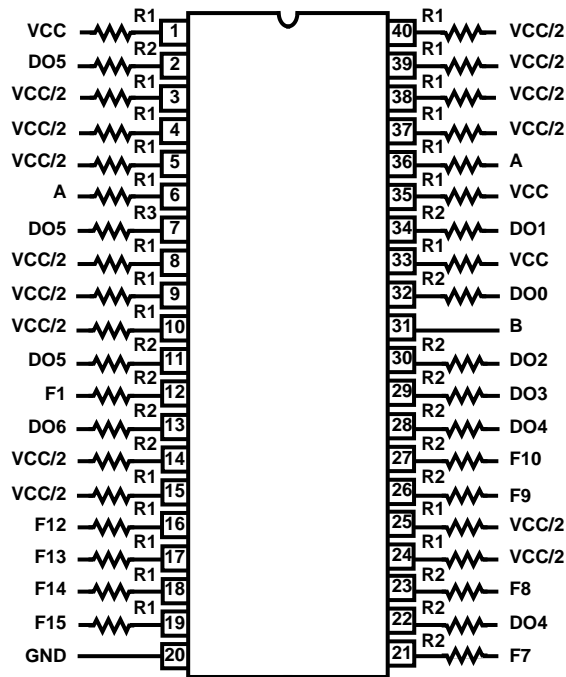 VCC R1 1 40 R1 VCC/2
DO5 R2 2 39 R1 VCC/2
VCC/2 R1 3 38 R1 VCC/2
VCC/2 R1 4 37 R1 VCC/2
VCC/2 R1 5 36 R1 A
A R1 6 35 R1 VCC
DO5 R3 7 34 R2 DO1
VCC/2 R1 8 33 R1 VCC
VCC/2 R1 9 32 R2 DO0
VCC/2 R1 10 31 B
DO5 R2 11 30 R2 DO2
F1 R2 12 29 R2 DO3
DO6 R2 13 28 R2 DO4
VCC/2 R2 14 27 R2 F10
VCC/2 R1 15 26 R2 F9
F12 R1 16 25 R1 VCC/2
F13 R1 17 24 R1 VCC/2
F14 R1 18 23 R2 F8
F15 R1 19 22 R2 DO4
GND 20 21 R2 F7